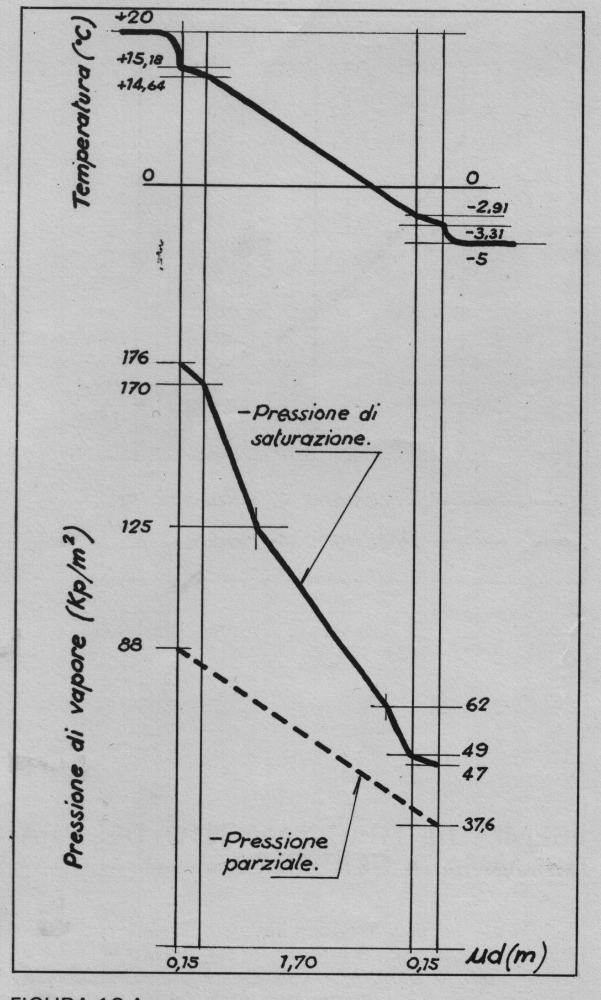 Temperatura (°C)
+20
+15,18
+14,64
0
0
-2,91
-3,31
-5
Pressione di vapore (Kp/m²)
176
170
- Pressione di
saturazione.
125
88
62
49
47
37,6
- Pressione
parziale.
0,15 1,70 0,15 µd(m)